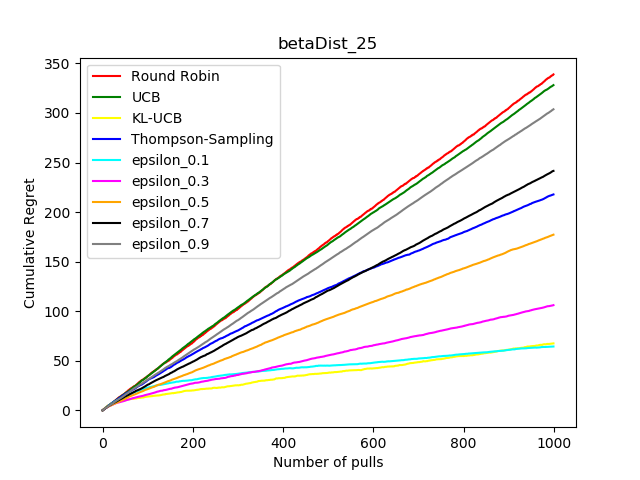 betaDist_25
Cumulative Regret
350
300
250
200
150
100
50
0
Round Robin
UCB
KL-UCB
Thompson-Sampling
epsilon_0.1
epsilon_0.3
epsilon_0.5
epsilon_0.7
epsilon_0.9
0 200 400 600 800 1000
Number of pulls